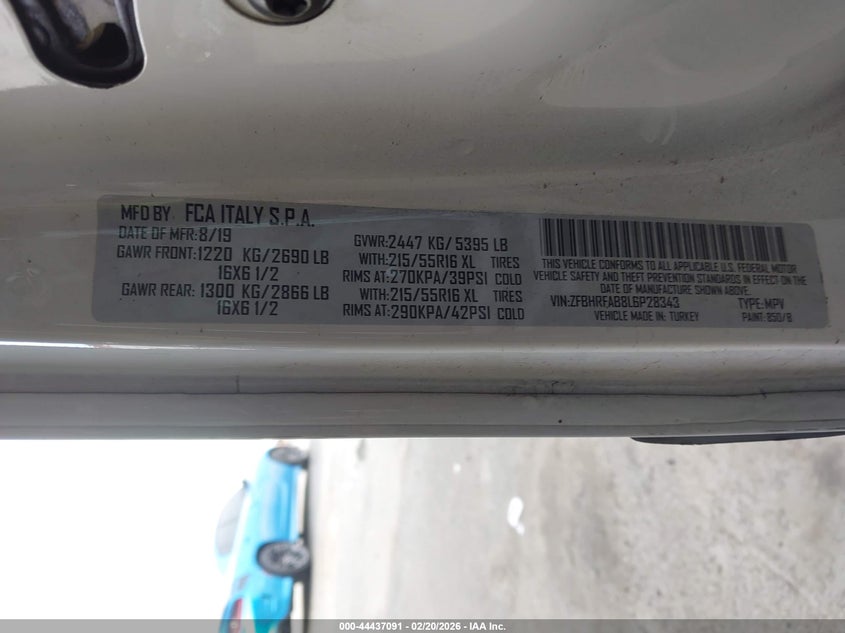 MFD BY FCA ITALY S.P.A.
DATE OF MFR: 8/19
GAWR FRONT: 1220 KG/ 2690 LB
16X6 1/2
GAWR REAR: 1300 KG/ 2866 LB
16X6 1/2
GVWR: 2447 KG/ 5395 LB
WITH: 215/55R16 XL TIRES
RIMS AT: 270KPA/39PSI COLD
WITH: 215/55R16 XL TIRES
RIMS AT: 290KPA/42PSI COLD
THIS VEHICLE CONFORMS TO ALL APPLICABLE U.S. FEDERAL MOTOR
VEHICLE SAFETY AND THEFT PREVENTION STANDARDS IN EFFECT ON THE
DATE OF MANUFACTURE SHOWN ABOVE.
VIN: ZFBHRFAB8L6P28343 TYPE: MPV
VEHICLE MADE IN: TURKEY PAINT: 250/B
000-44437091 - 02/20/2026 - IAA Inc.